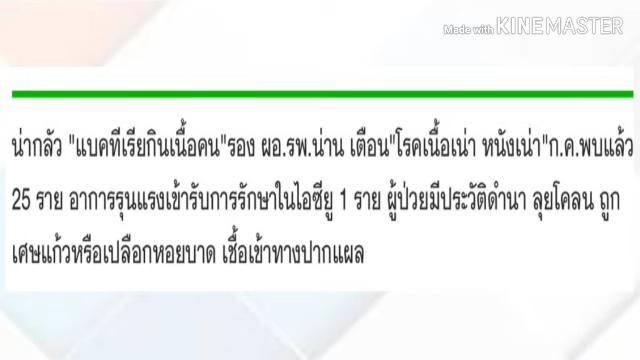 Made with KINEMASTER
น่ากลัว "แบคทีเรียกินเนื้อคน"รอง ผอ.รพ.น่าน เตือน"โรคเนื้อเน่า หนังเน่า"ก.ค.พบแล้ว
25 ราย อาการรุนแรงเข้ารับการรักษาในไอซียู 1 ราย ผู้ป่วยมีประวัติดำนา ลุยโคลน ถูก
เศษแก้วหรือเปลือกหอยบาด เชื้อเข้าทางปากแผล